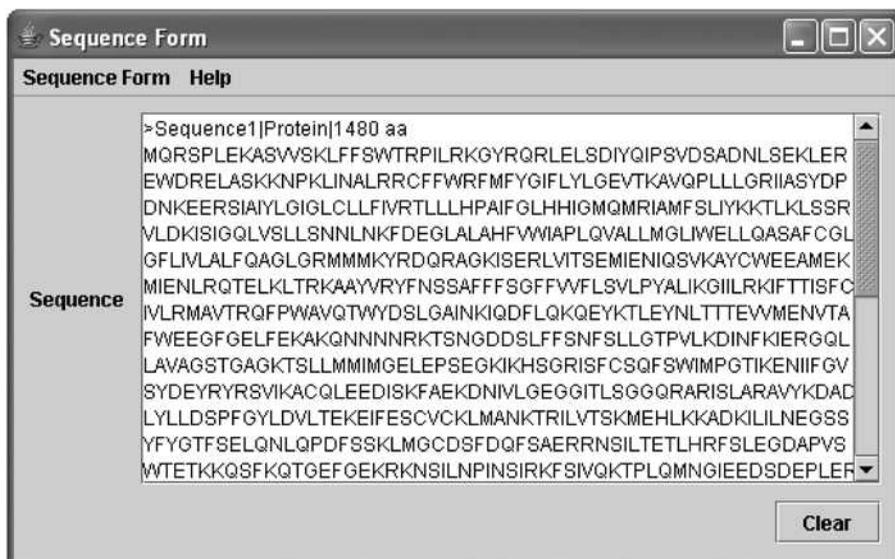 Sequence Form
Sequence Form Help
>Sequence1|Protein|1480 aa
MQRSPLEKASVVSKLFFSWTRPILRKGYRQRLELSDIYQIPSVDSADNLSEKLER
EWDRELASKKNPKLINALRRCFFWRFMFYGIFLYLGEVTKAVQPLLLGRIIASYDP
DNKEERSIAIYLGIGLCLLFIVRTLLLHPAIFGLHHIGMQMRIAMFSLIYKKTLKLSSR
VLDKISIGQLVSLLSNNLNKFDEGLALAHFVWIAPLQVALLMGLIWELLQASAFCGL
GFLIVLALFQAGLGRMMMKYRDQRAGKISERLVITSEMIENIQSVKAYCWEEAMEK
MIENLRQTELKLTRKAAYVRYFNSSAFFFSGFFVVFLSVLPYALIKGIILRKIFTTISFC
IVLRMAVTRQFPWAVQTWYDSLGAINKIQDFLQKQEYKTLEYNLTTTEVVMENVTA
FWEEGFGELFEKAKQNNNNRKTSNGDDSLFFSNFSLLGTPVLKDINFKIERGQL
LAVAGSTGAGKTSLLMMIMGELEPSEGKIKHSGRISFCSQFSWIMPGTIKENIIFGV
SYDEYRYRSVIKACQLEEDISKFAEKDNIVLGEGGITLSGGQRARISLARAVYKDAD
LYLLDSPFGYLDVLTEKEIFESCVCKLMANKTRILVTSKMEHLKKADKILILNEGSS
YFYGTFSELQNLQPDFSSKLMGCDSFDQFSAERRNSILTETLHRFSLEGDAPVS
WTETKKQSFKQTGEFGEKRKNSILNPINSIRKFSIVQKTPLQMNGIEEDSDEPLER
Sequence
Clear